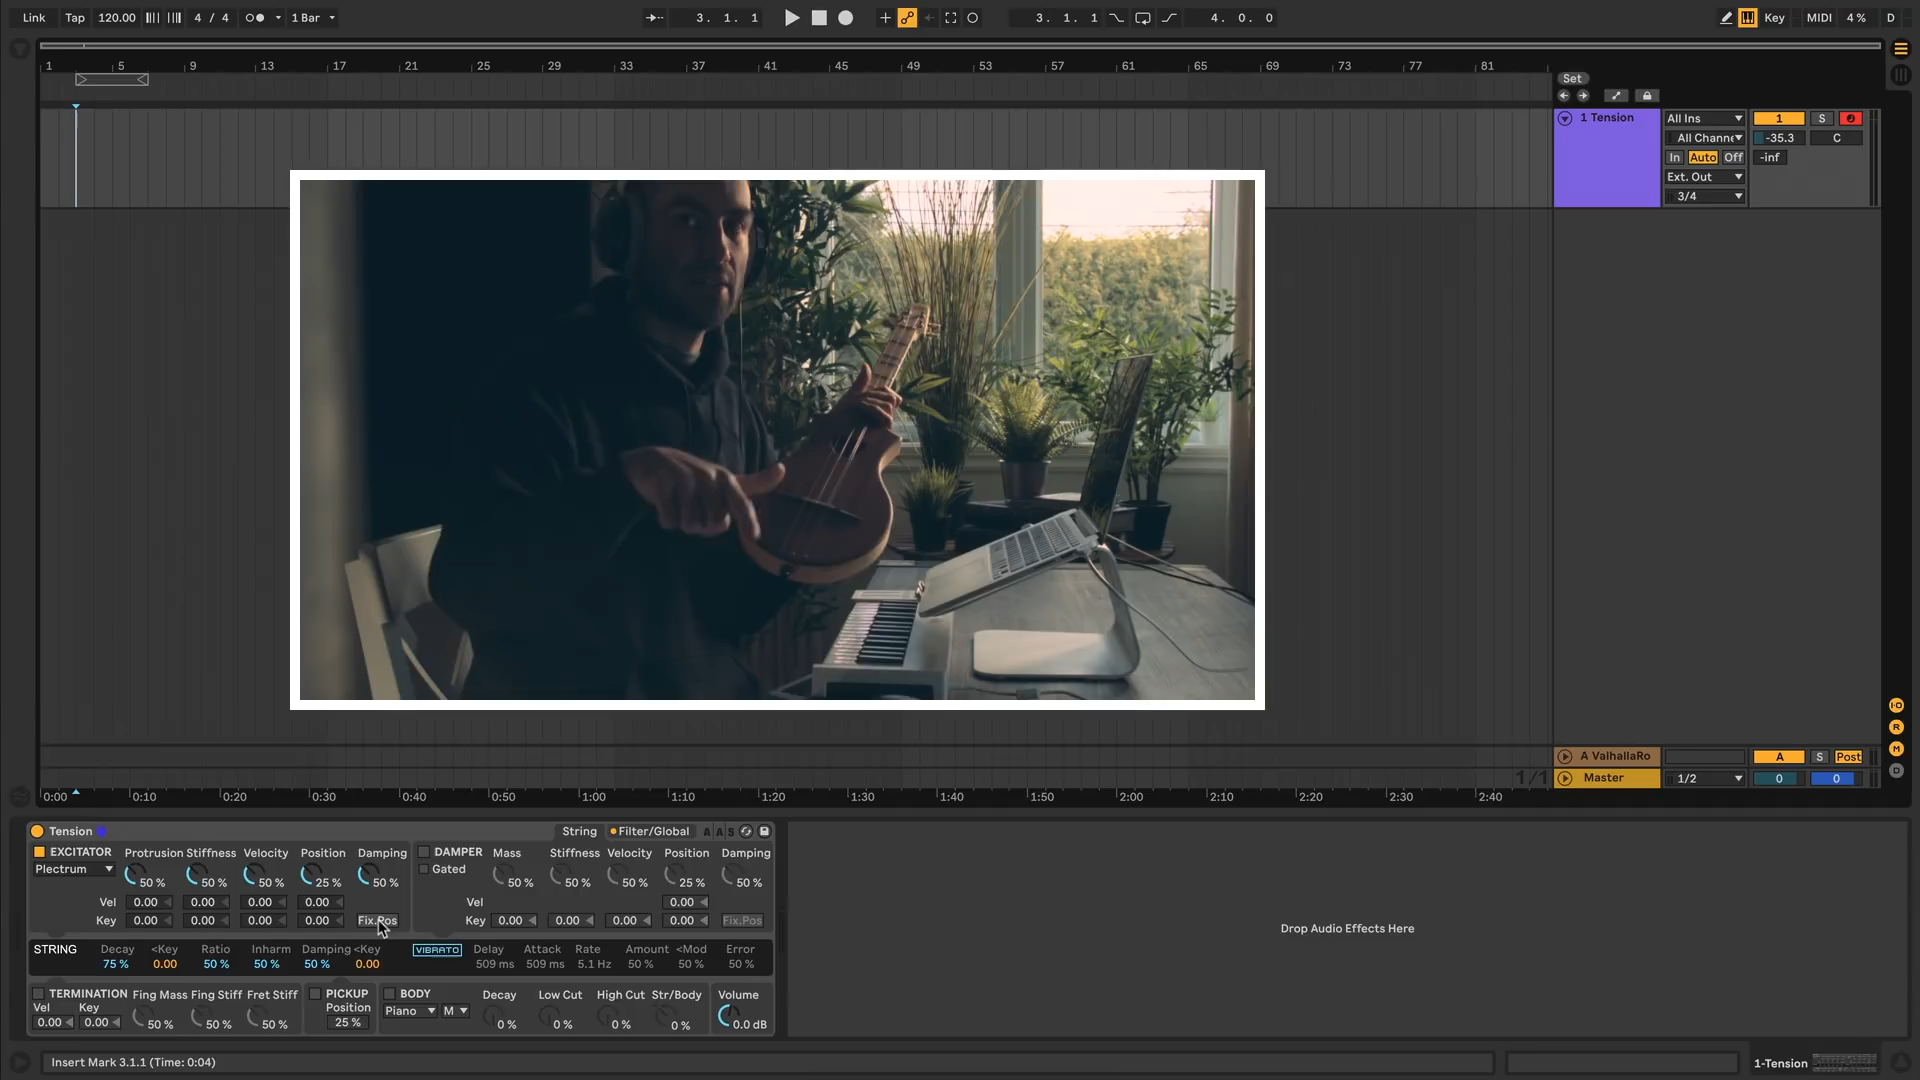 Link Tap 120.00 4 / 4 1 Bar 3. 1. 1 3. 1. 1 4. 0. 0 Key MIDI 4 % D
1 5 9 13 17 21 25 29 33 37 41 45 49 53 57 61 65 69 73 77 81
Set
1 Tension All Ins 1 S
All Channe -35.3 C
In Auto Off -inf
Ext. Out
3/4
A ValhallaRo A S Post
1/1 Master 1/2 0 0
0:00 0:10 0:20 0:30 0:40 0:50 1:00 1:10 1:20 1:30 1:40 1:50 2:00 2:10 2:20 2:30 2:40
I·O
R
M
D
Tension String Filter/Global A A S
EXCITATOR Protrusion Stiffness Velocity Position Damping DAMPER Mass Stiffness Velocity Position Damping
Plectrum 50 % 50 % 50 % 25 % 50 % Gated 50 % 50 % 50 % 25 % 50 %
Vel 0.00 0.00 0.00 0.00 Vel 0.00
Key 0.00 0.00 0.00 0.00 Fix.Pos Key 0.00 0.00 0.00 0.00 Fix.Pos
Drop Audio Effects Here
STRING Decay <Key Ratio Inharm Damping <Key VIBRATO Delay Attack Rate Amount <Mod Error
75 % 0.00 50 % 50 % 50 % 0.00 509 ms 509 ms 5.1 Hz 50 % 50 % 50 %
TERMINATION Fing Mass Fing Stiff Fret Stiff PICKUP BODY Decay Low Cut High Cut Str/Body Volume
Vel Key Position Piano M
0.00 0.00 50 % 50 % 50 % 25 % 0 % 0 % 0 % 0 % 0.0 dB
Insert Mark 3.1.1 (Time: 0:04) 1-Tension